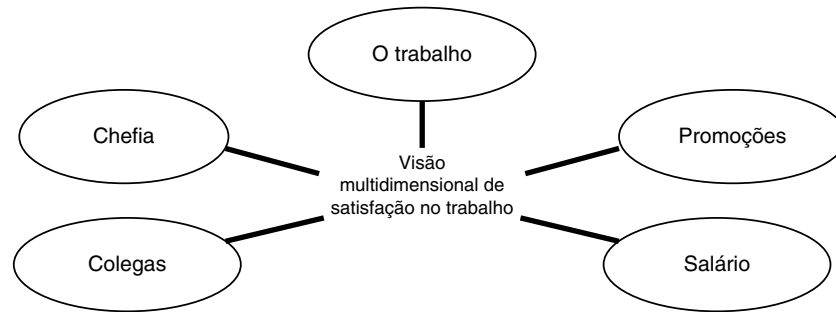 O trabalho
Chefia
Promoções
Visão
multidimensional de
satisfação no trabalho
Colegas
Salário